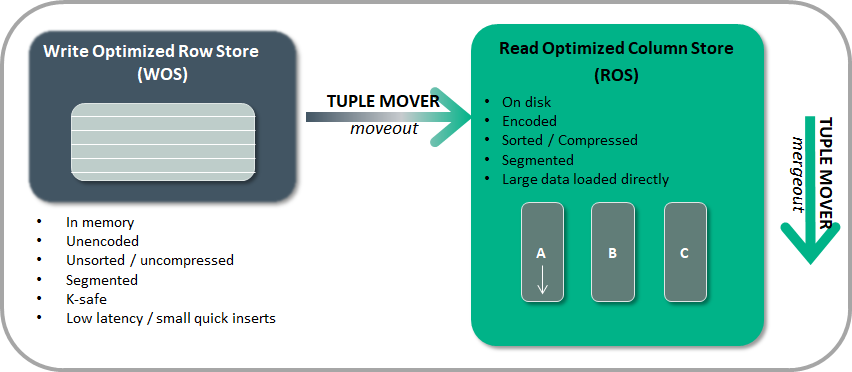 Write Optimized Row Store
(WOS)
• In memory
• Unencoded
• Unsorted / uncompressed
• Segmented
• K-safe
• Low latency / small quick inserts
TUPLE MOVER
moveout
Read Optimized Column Store
(ROS)
• On disk
• Encoded
• Sorted / Compressed
• Segmented
• Large data loaded directly
A
B
C
TUPLE MOVER
mergeout